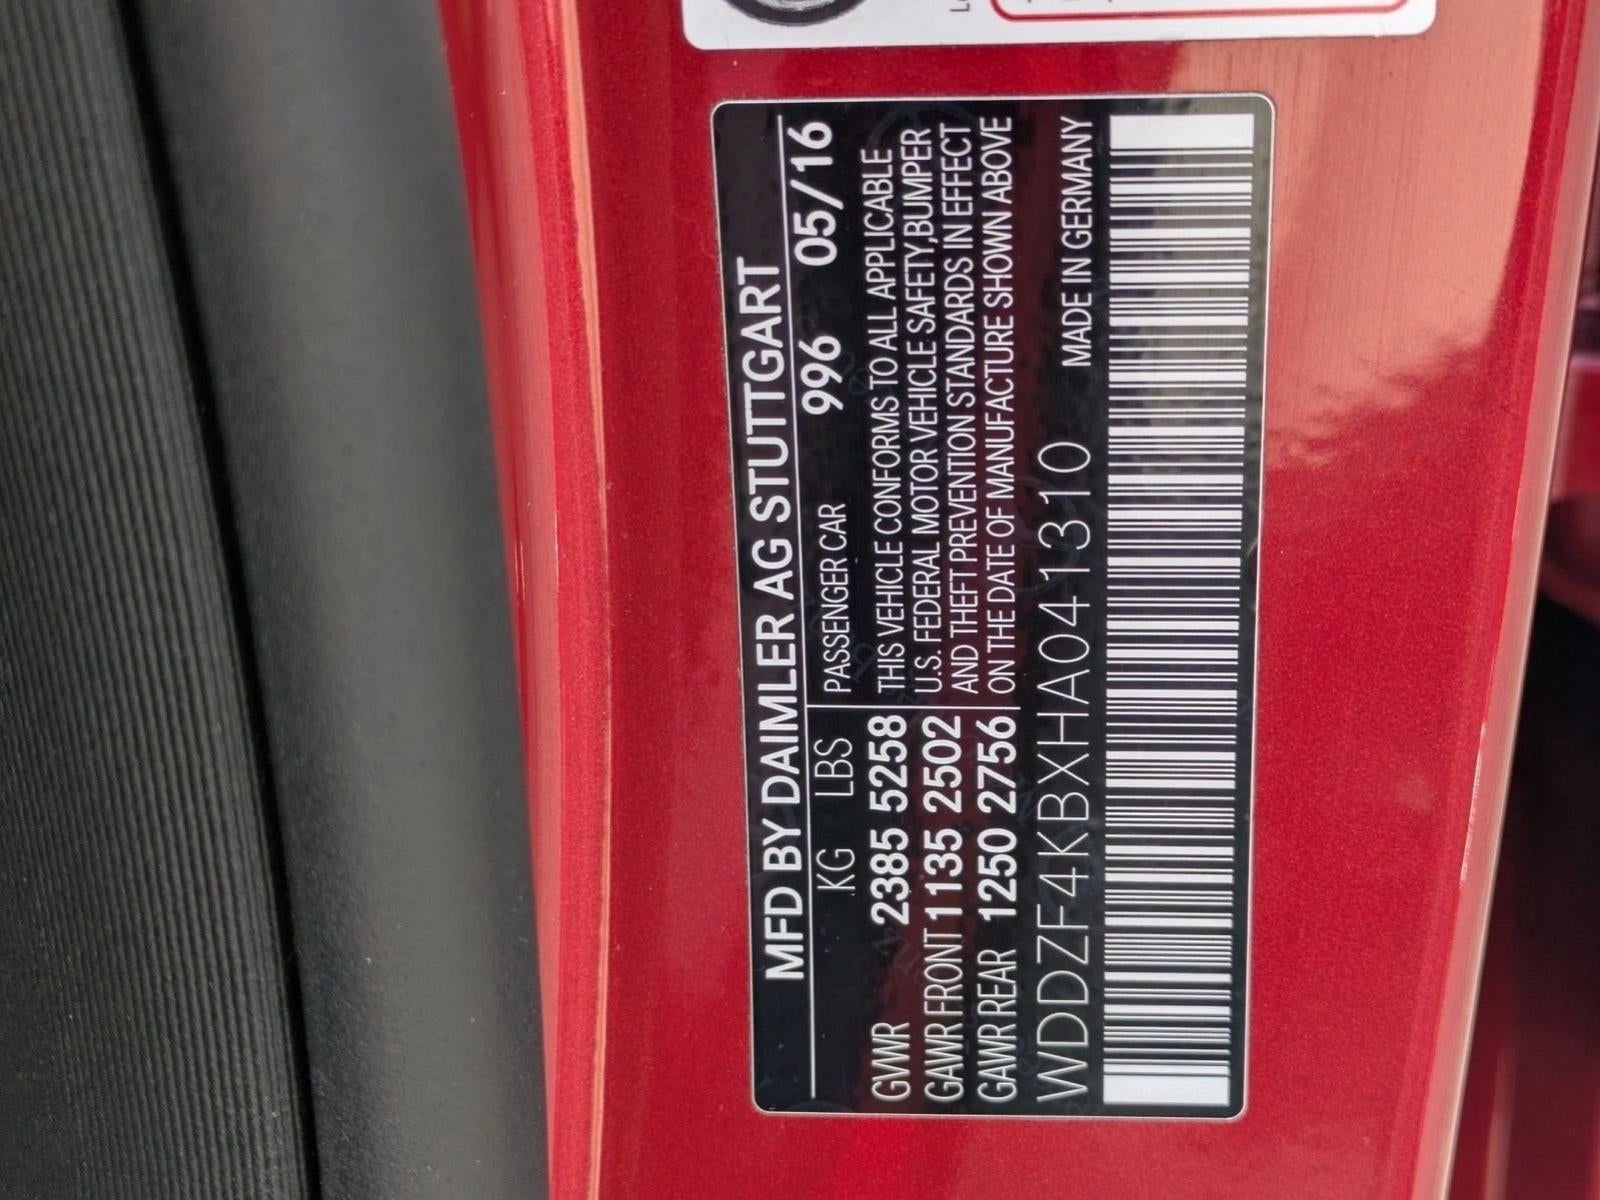 MFD BY DAIMLER AG STUTTGART
KG LBS PASSENGER CAR 996 05/16
GVWR 2385 5258 THIS VEHICLE CONFORMS TO ALL APPLICABLE
GAWR FRONT 1135 2502 U.S. FEDERAL MOTOR VEHICLE SAFETY,BUMPER
GAWR REAR 1250 2756 AND THEFT PREVENTION STANDARDS IN EFFECT
ON THE DATE OF MANUFACTURE SHOWN ABOVE
WDDZF4KBXHA041310 MADE IN GERMANY